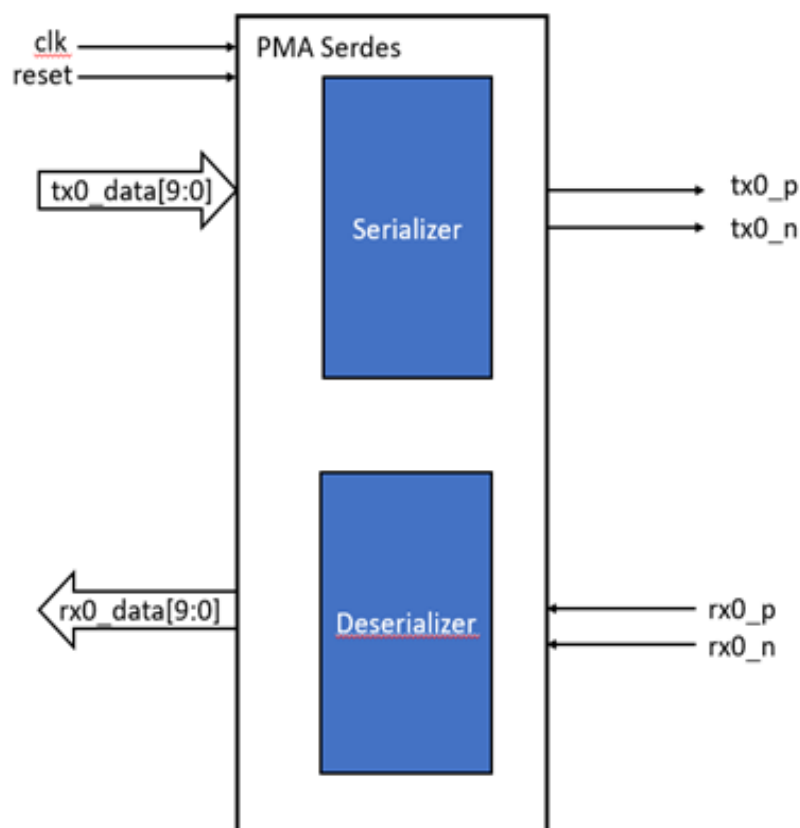 clk
reset
PMA Serdes
tx0_data[9:0]
Serializer
tx0_p
tx0_n
rx0_data[9:0]
Deserializer
rx0_p
rx0_n